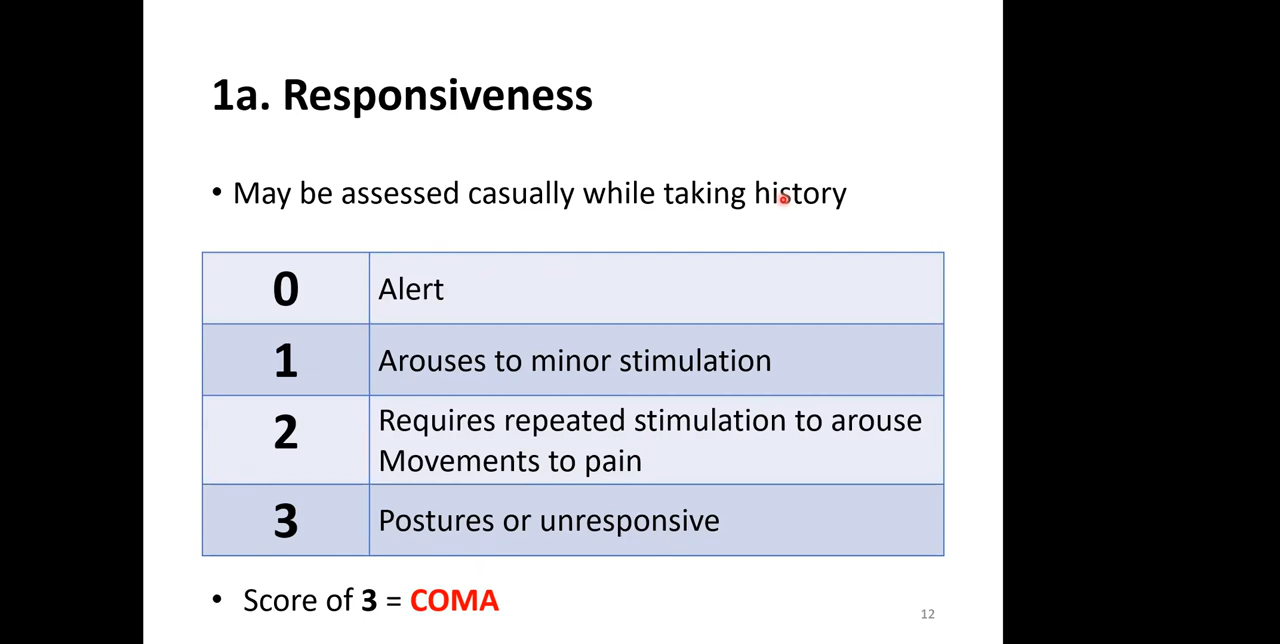 1a. Responsiveness
• May be assessed casually while taking history
0 Alert
1 Arouses to minor stimulation
2 Requires repeated stimulation to arouse
Movements to pain
3 Postures or unresponsive
• Score of 3 = COMA
12